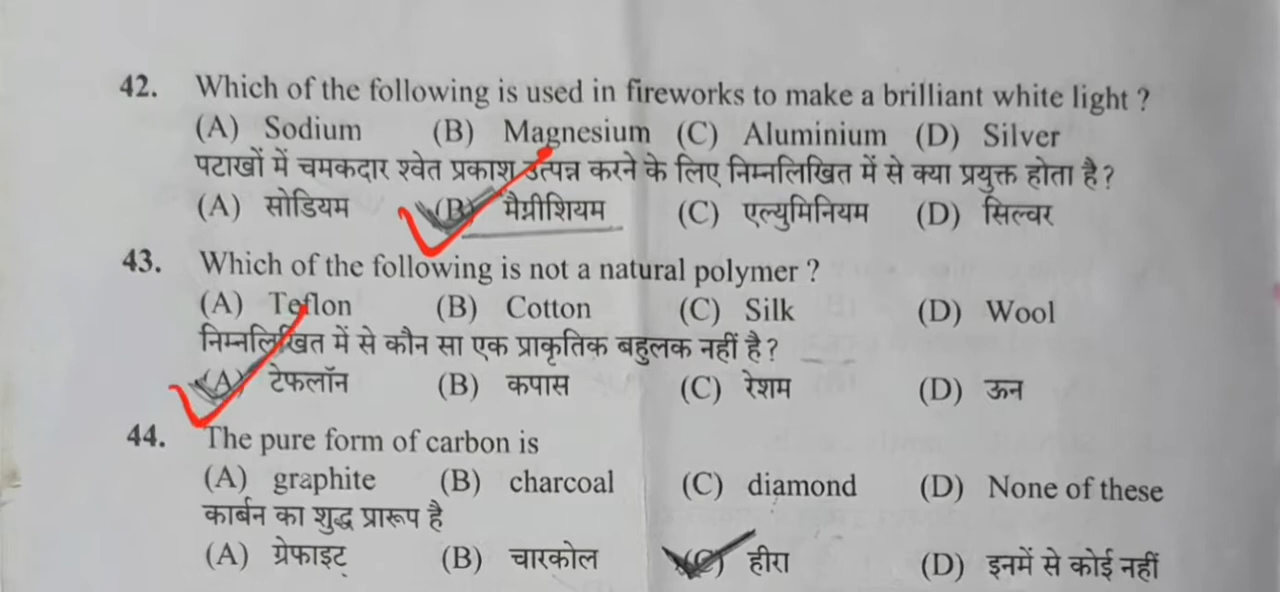 42. Which of the following is used in fireworks to make a brilliant white light ?
(A) Sodium (B) Magnesium (C) Aluminium (D) Silver
पटाखों में चमकदार श्वेत प्रकाश उत्पन्न करने के लिए निम्नलिखित में से क्या प्रयुक्त होता है?
(A) सोडियम (B) मैग्नीशियम (C) एल्युमिनियम (D) सिल्वर
43. Which of the following is not a natural polymer ?
(A) Teflon (B) Cotton (C) Silk (D) Wool
निम्नलिखित में से कौन सा एक प्राकृतिक बहुलक नहीं है?
(A) टेफलॉन (B) कपास (C) रेशम (D) ऊन
44. The pure form of carbon is
(A) graphite (B) charcoal (C) diamond (D) None of these
कार्बन का शुद्ध प्रारूप है
(A) ग्रेफाइट (B) चारकोल (C) हीरा (D) इनमें से कोई नहीं